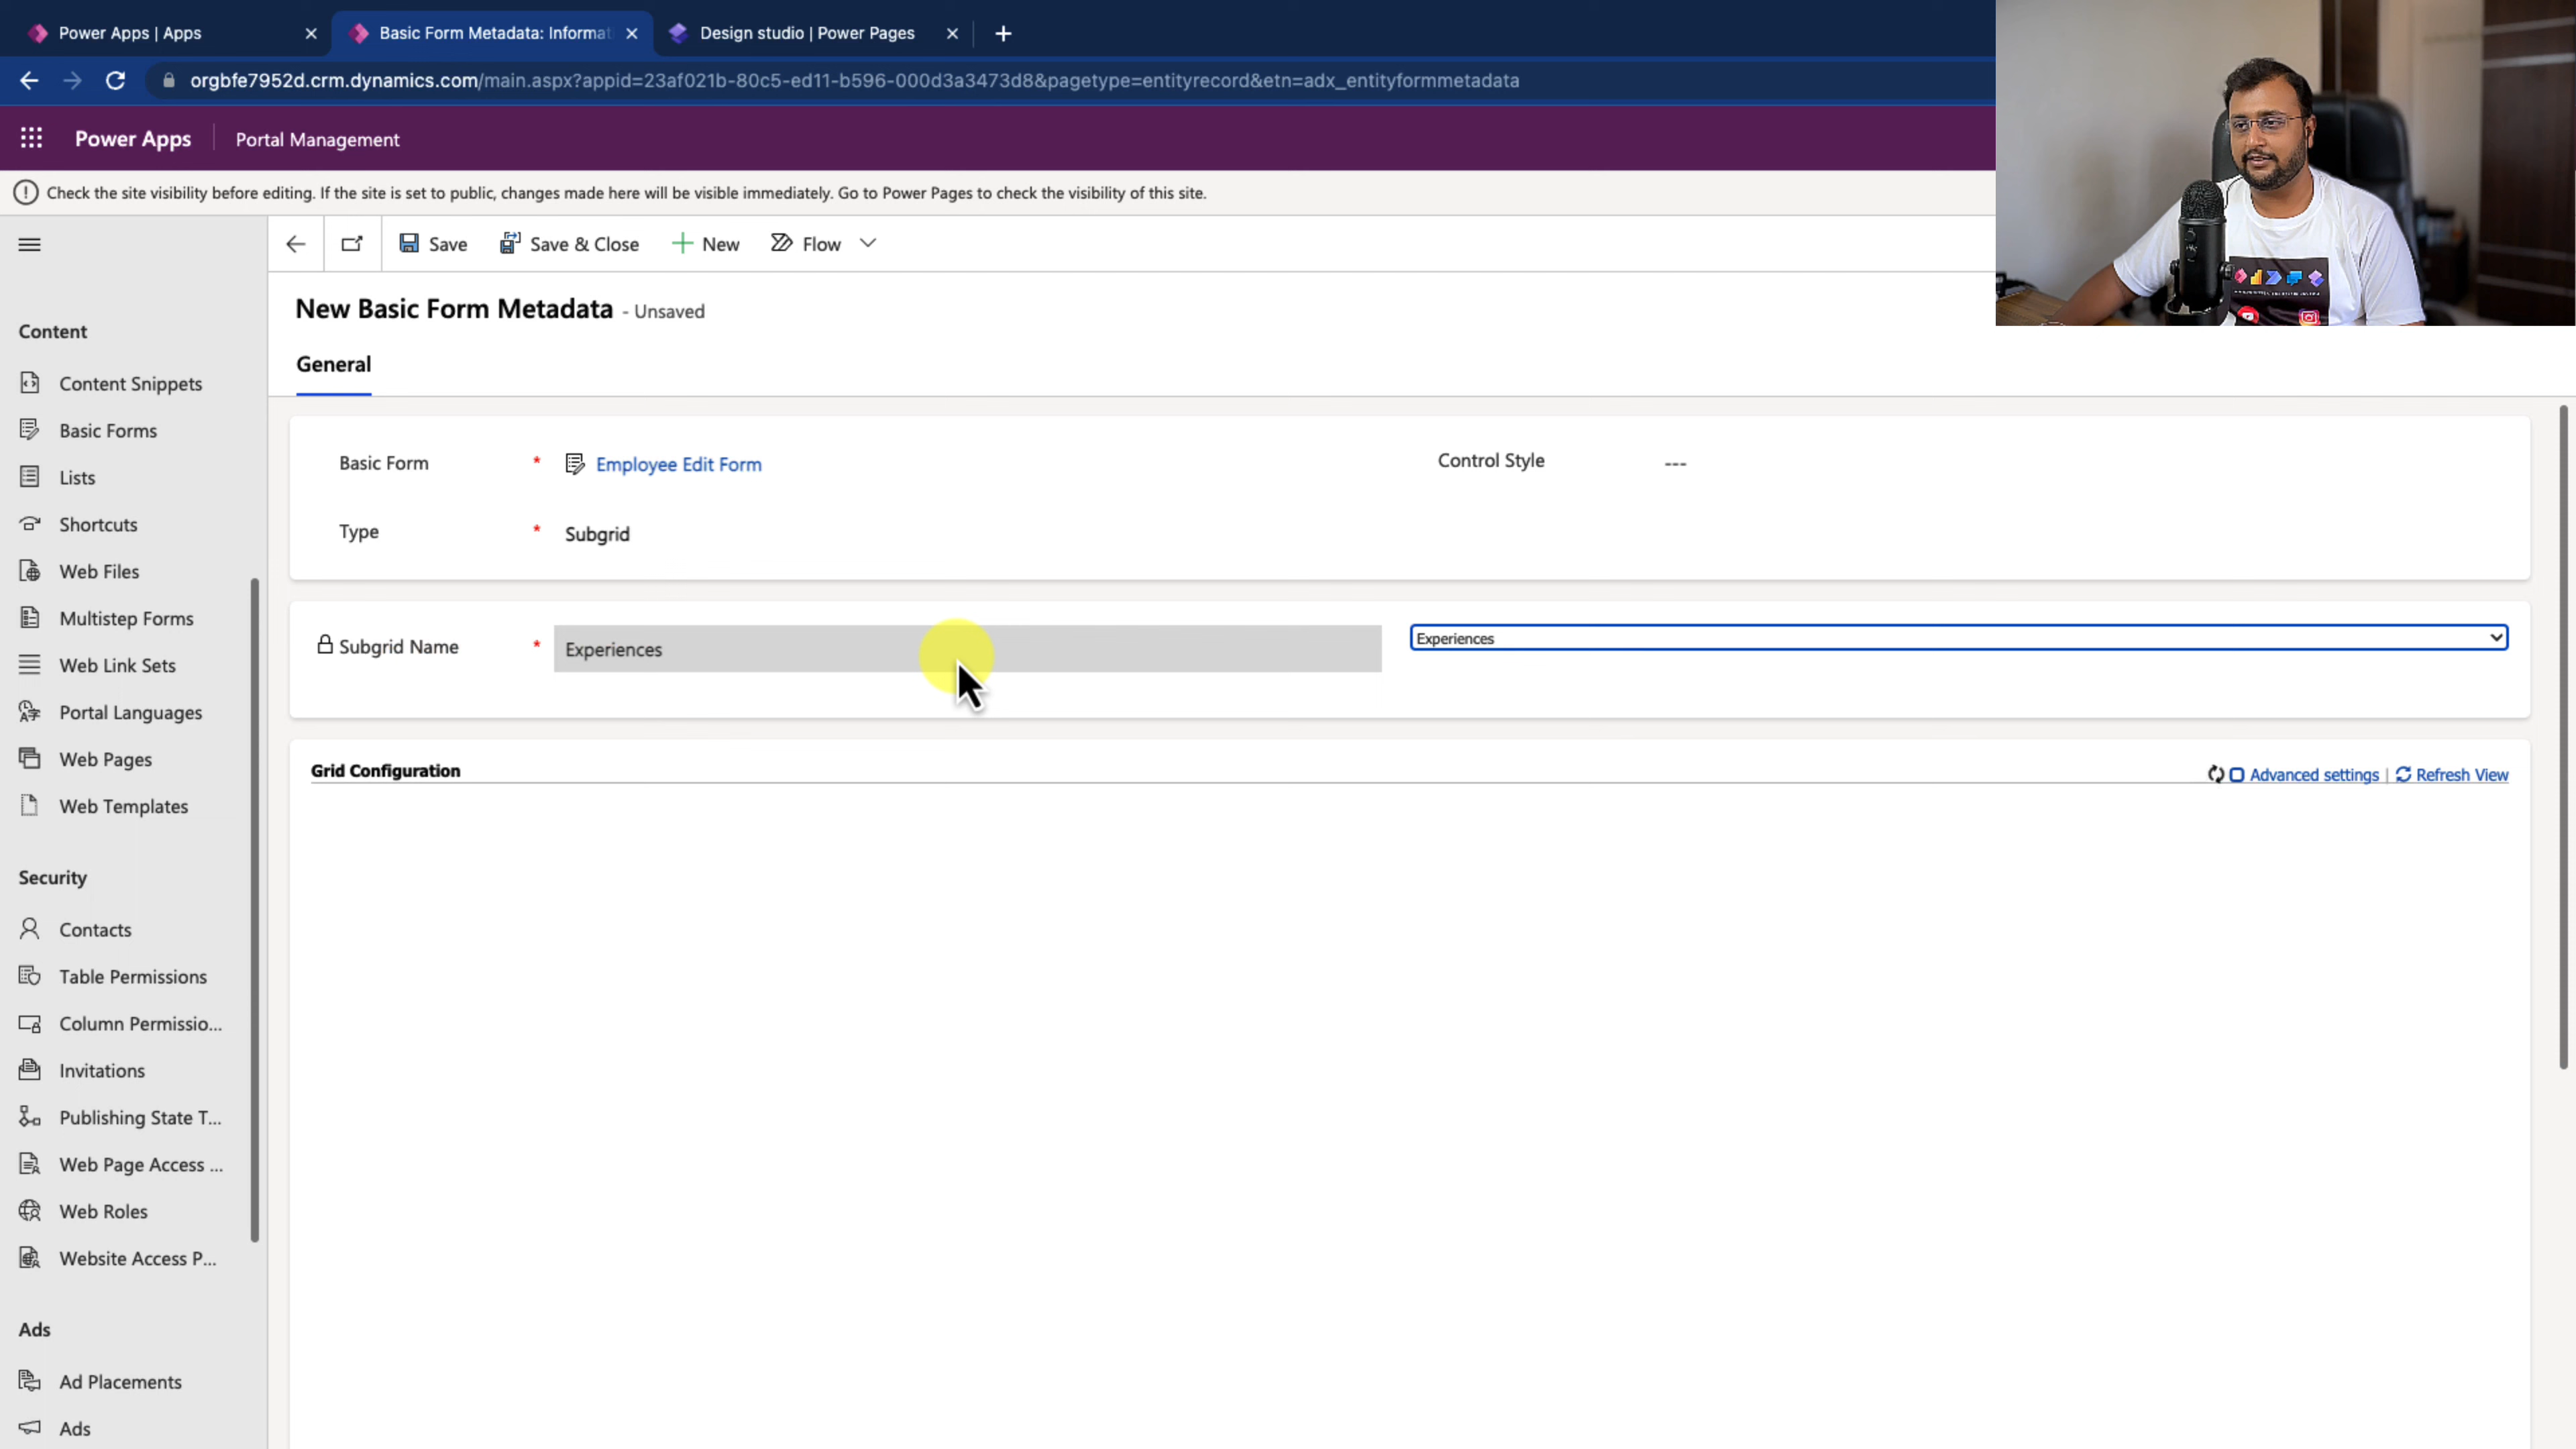 Power Apps | Apps
Basic Form Metadata: Informat
Design studio | Power Pages
orgbfe7952d.crm.dynamics.com/main.aspx?appid=23af021b-80c5-ed11-b596-000d3a3473d8&pagetype=entityrecord&etn=adx_entityformmetadata
Power Apps
Portal Management
Check the site visibility before editing. If the site is set to public, changes made here will be visible immediately. Go to Power Pages to check the visibility of this site.
Save
Save & Close
New
Flow
New Basic Form Metadata - Unsaved
General
Content
Content Snippets
Basic Forms
Lists
Shortcuts
Web Files
Multistep Forms
Web Link Sets
Portal Languages
Web Pages
Web Templates
Security
Contacts
Table Permissions
Column Permissio...
Invitations
Publishing State T...
Web Page Access ...
Web Roles
Website Access P...
Ads
Ad Placements
Ads
Basic Form * Employee Edit Form
Control Style ---
Type * Subgrid
Subgrid Name * Experiences
Experiences
Grid Configuration
Advanced settings | Refresh View